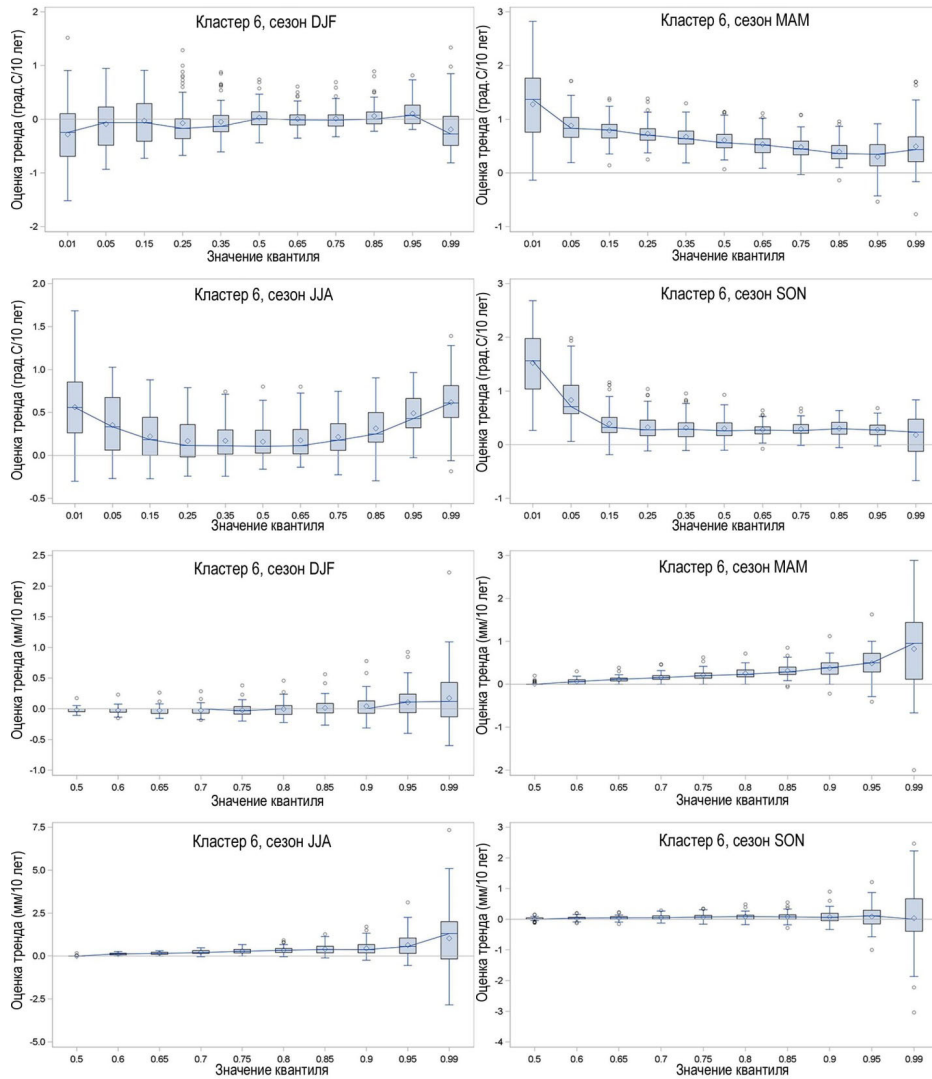 Кластер 6, сезон DJF
Оценка тренда (град.С/10 лет)
2
1
0
-1
-2
0.01 0.05 0.15 0.25 0.35 0.5 0.65 0.75 0.85 0.95 0.99
Значение квантиля
Кластер 6, сезон MAM
Оценка тренда (град.С/10 лет)
3
2
1
0
-1
0.01 0.05 0.15 0.25 0.35 0.5 0.65 0.75 0.85 0.95 0.99
Значение квантиля
Кластер 6, сезон JJA
Оценка тренда (град.С/10 лет)
2.0
1.5
1.0
0.5
0.0
-0.5
0.01 0.05 0.15 0.25 0.35 0.5 0.65 0.75 0.85 0.95 0.99
Значение квантиля
Кластер 6, сезон SON
Оценка тренда (град.С/10 лет)
3
2
1
0
-1
0.01 0.05 0.15 0.25 0.35 0.5 0.65 0.75 0.85 0.95 0.99
Значение квантиля
Кластер 6, сезон DJF
Оценка тренда (мм/10 лет)
2.5
2.0
1.5
1.0
0.5
0.0
-0.5
-1.0
0.5 0.6 0.65 0.7 0.75 0.8 0.85 0.9 0.95 0.99
Значение квантиля
Кластер 6, сезон MAM
Оценка тренда (мм/10 лет)
3
2
1
0
-1
-2
0.5 0.6 0.65 0.7 0.75 0.8 0.85 0.9 0.95 0.99
Значение квантиля
Кластер 6, сезон JJA
Оценка тренда (мм/10 лет)
7.5
5.0
2.5
0.0
-2.5
-5.0
0.5 0.6 0.65 0.7 0.75 0.8 0.85 0.9 0.95 0.99
Значение квантиля
Кластер 6, сезон SON
Оценка тренда (мм/10 лет)
3
2
1
0
-1
-2
-3
-4
0.5 0.6 0.65 0.7 0.75 0.8 0.85 0.9 0.95 0.99
Значение квантиля